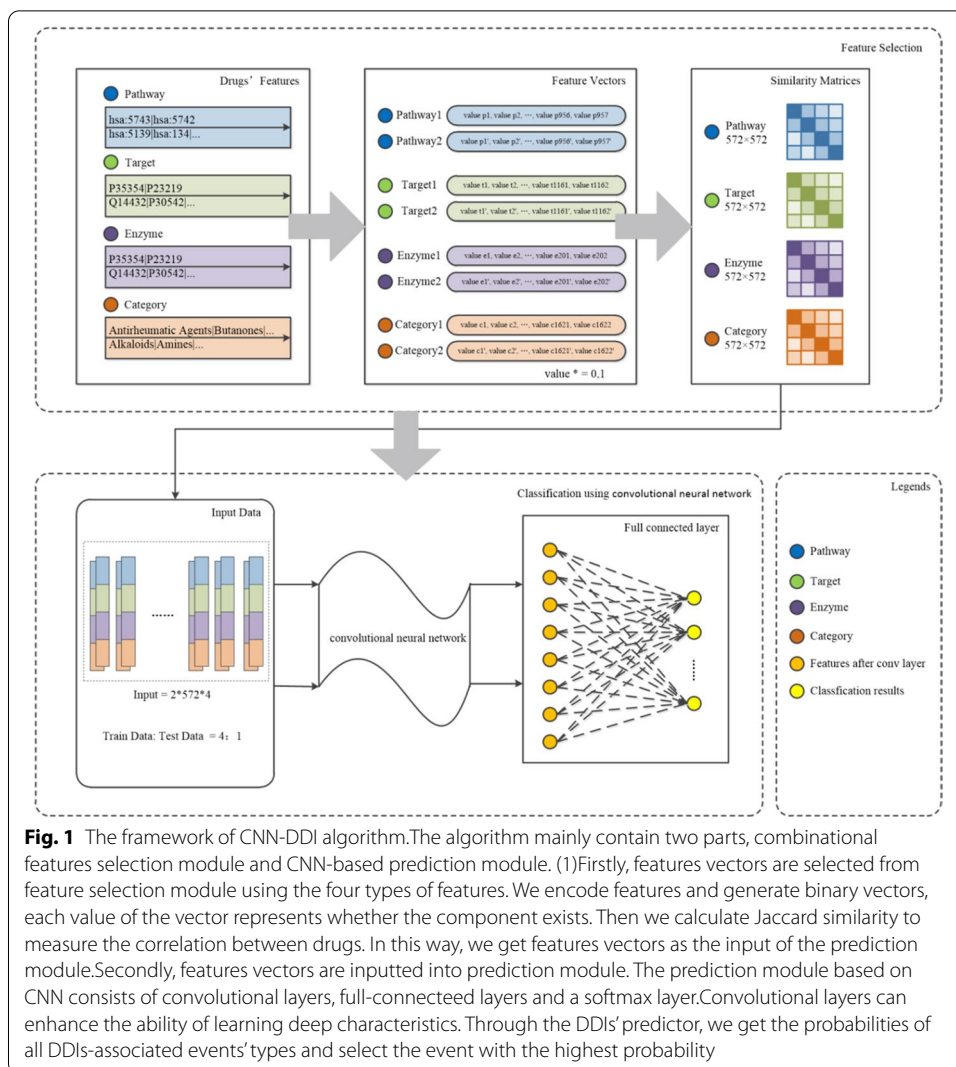 Feature Selection
Drugs' Features
Pathway
hsa:5743|hsa:5742
hsa:5139|hsa:134|...
Target
P35354|P23219
Q14432|P30542|...
Enzyme
P35354|P23219
Q14432|P30542|...
Category
Antirheumatic Agents|Butanones|...
Alkaloids|Amines|...
Feature Vectors
Pathway1 value p1, value p2, ···, value p956, value p957
Pathway2 value p1', value p2', ···, value p956', value p957'
Target1 value t1, value t2, ···, value t1161, value t1162
Target2 value t1', value t2', ···, value t1161', value t1162'
Enzyme1 value e1, value e2, ···, value e201, value e202
Enzyme2 value e1', value e2', ···, value e201', value e202'
Category1 value c1, value c2, ···, value c1621, value c1622
Category2 value c1', value c2', ···, value c1621', value c1622'
value * = 0,1
Similarity Matrices
Pathway
572×572
Target
572×572
Enzyme
572×572
Category
572×572
Classification using convolutional neural network
Input Data
......
Input = 2*572*4
Train Data: Test Data = 4：1
convolutional neural network
Full connected layer
Legends
Pathway
Target
Enzyme
Category
Features after conv layer
Classfication results
Fig. 1 The framework of CNN-DDI algorithm.The algorithm mainly contain two parts, combinational
features selection module and CNN-based prediction module. (1)Firstly, features vectors are selected from
feature selection module using the four types of features. We encode features and generate binary vectors,
each value of the vector represents whether the component exists. Then we calculate Jaccard similarity to
measure the correlation between drugs. In this way, we get features vectors as the input of the prediction
module.Secondly, features vectors are inputted into prediction module. The prediction module based on
CNN consists of convolutional layers, full-connecteed layers and a softmax layer.Convolutional layers can
enhance the ability of learning deep characteristics. Through the DDIs' predictor, we get the probabilities of
all DDIs-associated events' types and select the event with the highest probability